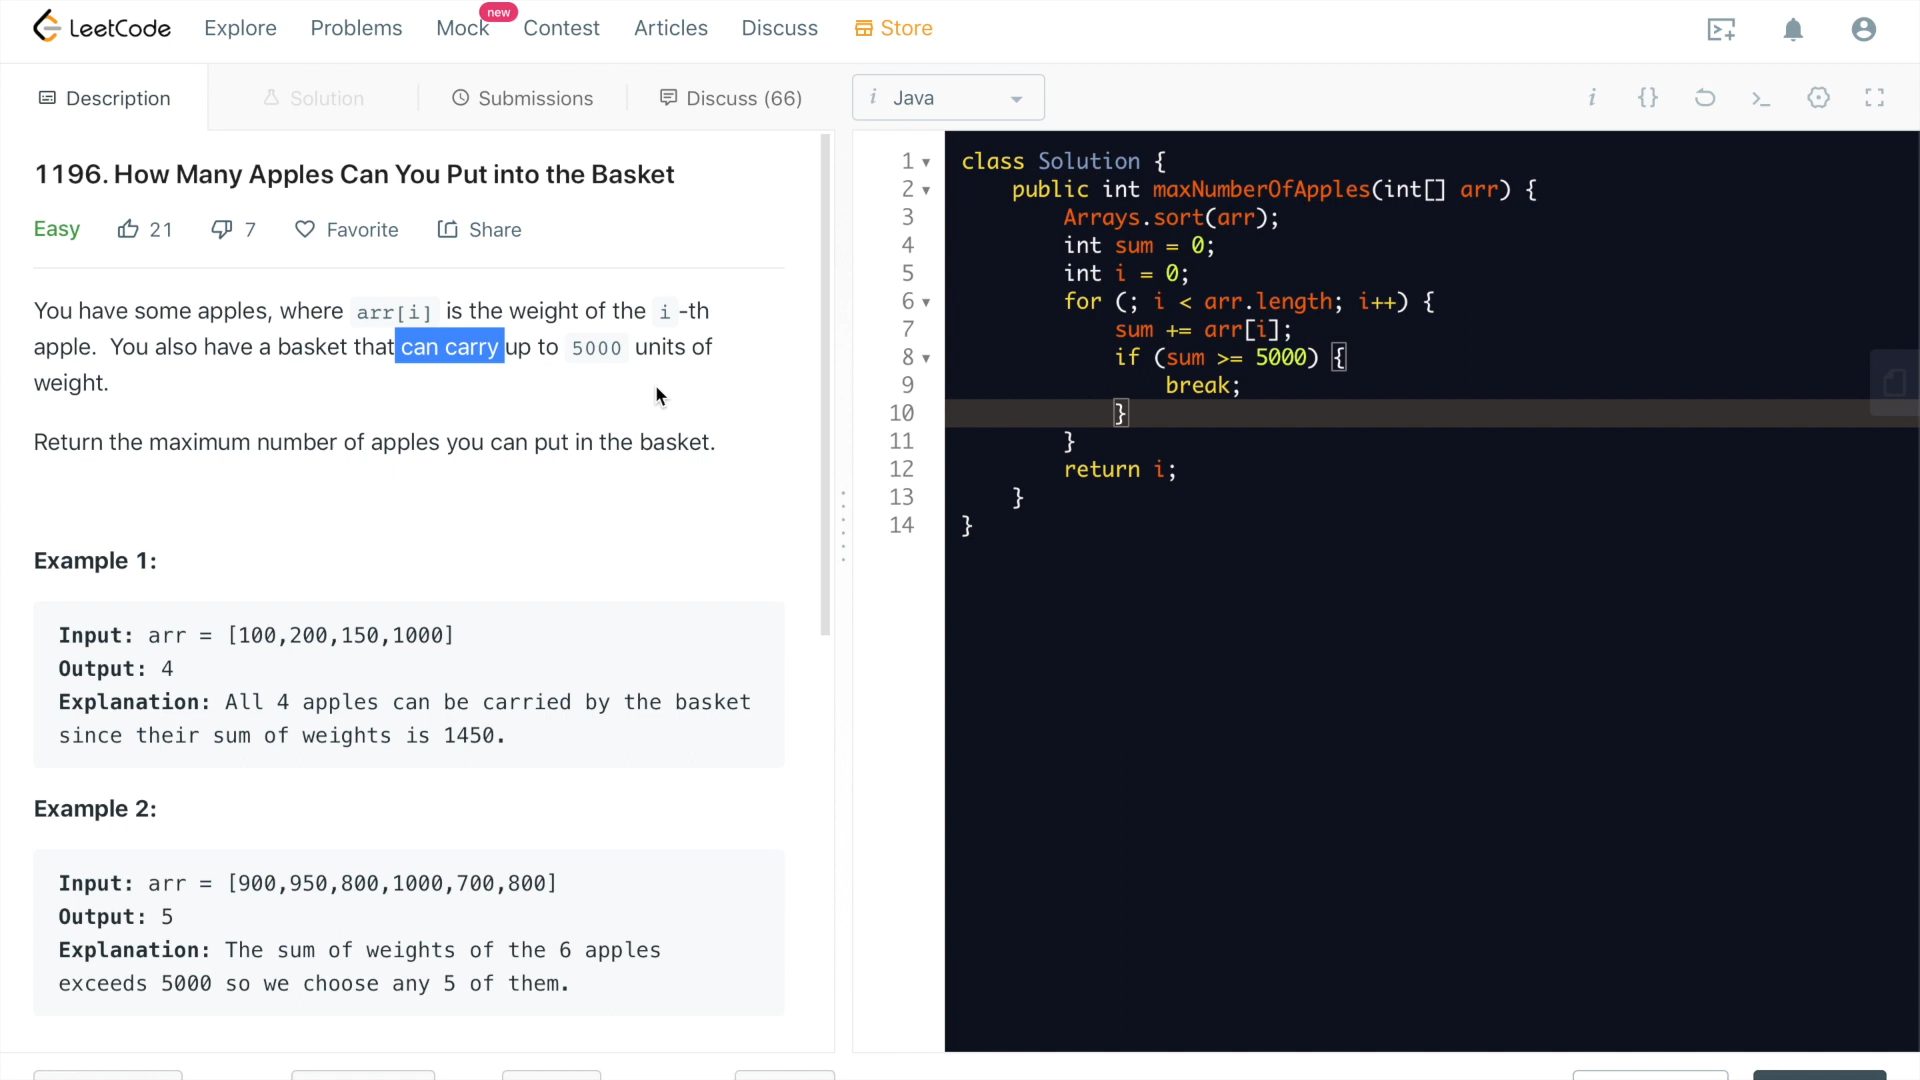 LeetCode Explore Problems Mock new Contest Articles Discuss Store
Description Solution Submissions Discuss (66)
1196. How Many Apples Can You Put into the Basket
Easy 21 7 Favorite Share
You have some apples, where arr[i] is the weight of the i -th
apple.  You also have a basket that can carry up to 5000 units of
weight.
Return the maximum number of apples you can put in the basket.
Example 1:
Input: arr = [100,200,150,1000]
Output: 4
Explanation: All 4 apples can be carried by the basket
since their sum of weights is 1450.
Example 2:
Input: arr = [900,950,800,1000,700,800]
Output: 5
Explanation: The sum of weights of the 6 apples
exceeds 5000 so we choose any 5 of them.
i Java
i {} >_
1 class Solution {
2     public int maxNumberOfApples(int[] arr) {
3         Arrays.sort(arr);
4         int sum = 0;
5         int i = 0;
6         for (; i < arr.length; i++) {
7             sum += arr[i];
8             if (sum >= 5000) {
9                 break;
10             }
11         }
12         return i;
13     }
14 }